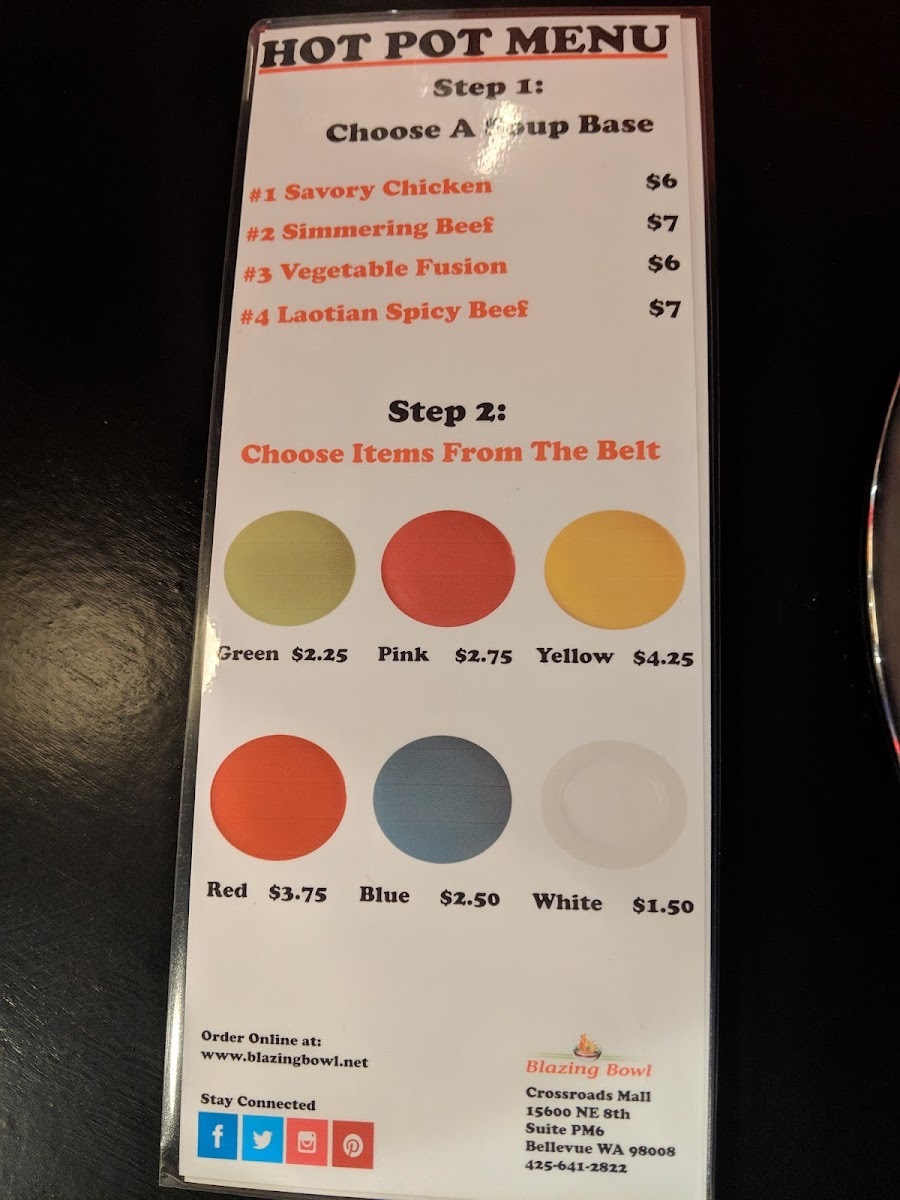 HOT POT MENU
Step 1:
Choose A Soup Base
#1 Savory Chicken $6
#2 Simmering Beef $7
#3 Vegetable Fusion $6
#4 Laotian Spicy Beef $7
Step 2:
Choose Items From The Belt
Green $2.25 Pink $2.75 Yellow $4.25
Red $3.75 Blue $2.50 White $1.50
Order Online at:
www.blazingbowl.net
Stay Connected
Blazing Bowl
Crossroads Mall
15600 NE 8th
Suite PM6
Bellevue WA 98008
425-641-2822